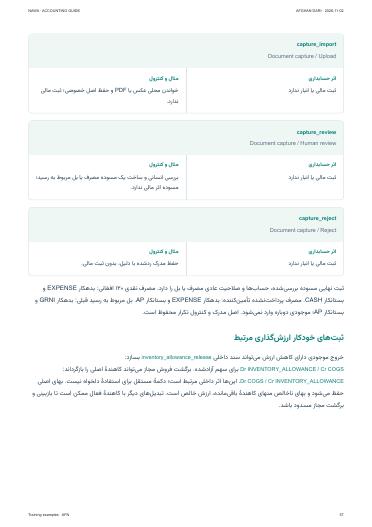 NAWA · ACCOUNTING GUIDE
AFGHAN/DARI · 2026-11-02
capture_import
Document capture / Upload
اثر حسابداری
ثبت مالی یا انبار ندارد
مثال و کنترول
خواندن محلی عکس یا PDF و حفظ اصل خصوصی؛ ثبت مالی
ندارد.
capture_review
Document capture / Human review
اثر حسابداری
ثبت مالی یا انبار ندارد
مثال و کنترول
بررسی انسانی و ساخت یک مسوده مصرف یا بل مربوط به رسید؛
مسوده اثر مالی ندارد.
capture_reject
Document capture / Reject
اثر حسابداری
ثبت مالی یا انبار ندارد
مثال و کنترول
حفظ مدرک ردشده با دلیل، بدون ثبت مالی.
ثبت نهایی مسوده بررسی‌شده، حساب‌ها و صلاحیت عادی مصرف یا بل را دارد. مصرف نقدی ۱۲۰ افغانی: بدهکار EXPENSE و
بستانکار CASH. مصرف پرداخت‌نشده تأمین‌کننده: بدهکار EXPENSE و بستانکار AP. بل مربوط به رسید قبلی: بدهکار GRNI و
بستانکار AP؛ موجودی دوباره وارد نمی‌شود. اصل مدرک و کنترول تکرار محفوظ است.
ثبت‌های خودکار ارزش‌گذاری مرتبط
خروج موجودی دارای کاهش ارزش می‌تواند سند داخلی inventory_allowance_release بسازد:
Dr INVENTORY_ALLOWANCE / Cr COGS برای سهم آزادشده. برگشت فروش مجاز می‌تواند کاهندهٔ اصلی را بازگرداند:
Dr COGS / Cr INVENTORY_ALLOWANCE. این‌ها اثر داخلی مرتبط است؛ دکمهٔ مستقل برای استفادهٔ دلخواه نیست. بهای اصلی
حفظ می‌شود و بهای ناخالص منهای کاهندهٔ باقی‌مانده، ارزش خالص است. تبدیل‌های دیگر با کاهندهٔ فعال ممکن است تا بازبینی و
برگشت مجاز مسدود باشد.
Training examples · AFN
57